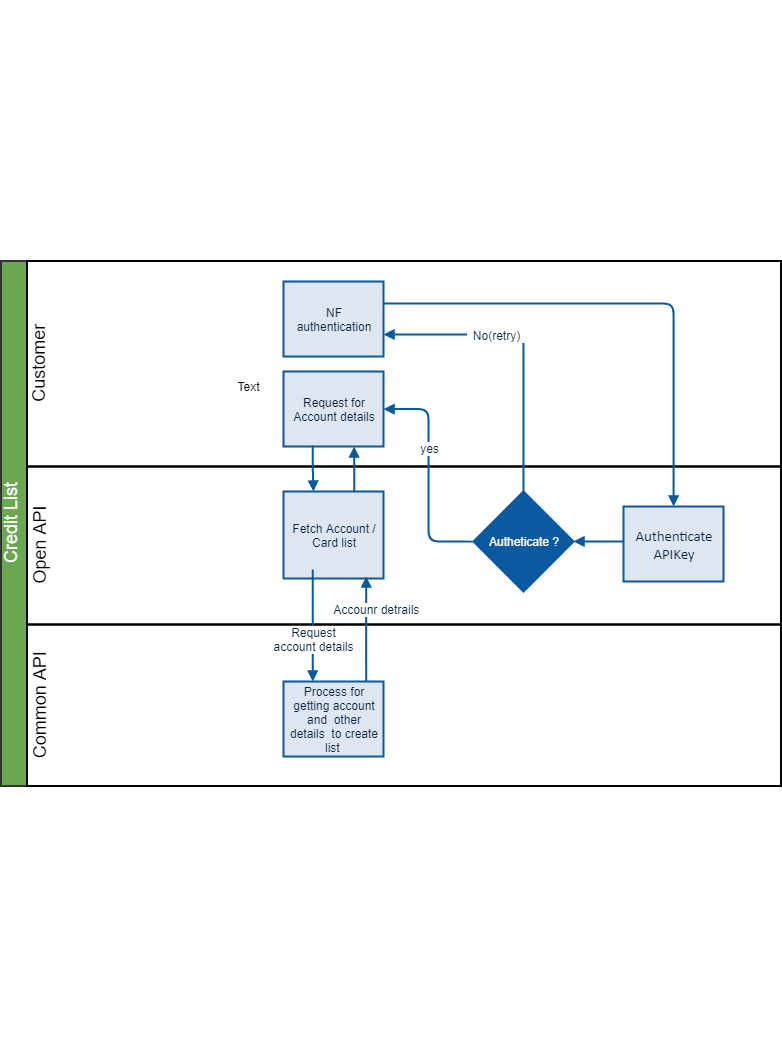 Credit List
Customer
NF
authentication
No(retry)
Text
Request for
Account details
yes
Open API
Fetch Account /
Card list
Autheticate ?
Authenticate
APIKey
Accounr detrails
Common API
Request
account details
Process for
getting account
and other
details to create
list